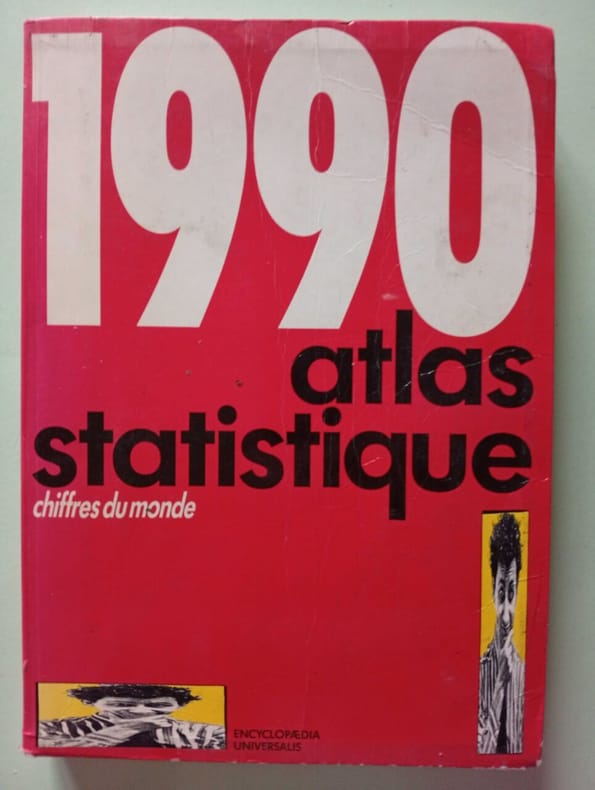 1990
atlas
statistique
chiffres du monde
ENCYCLOPÆDIA
UNIVERSALIS